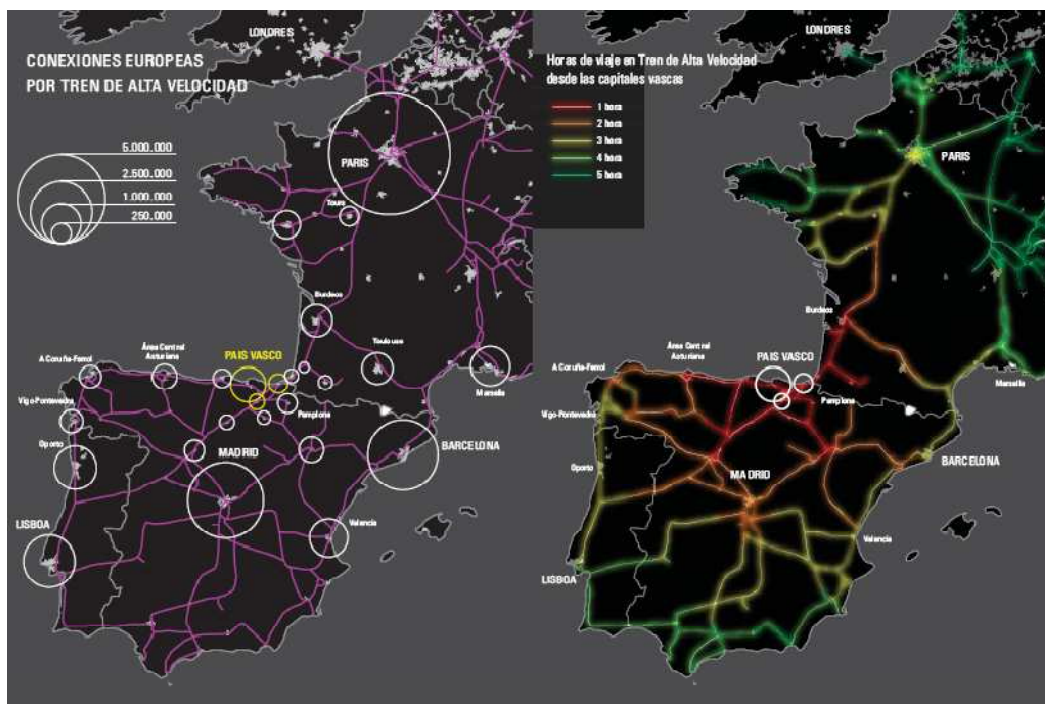 CONEXIONES EUROPEAS
POR TREN DE ALTA VELOCIDAD
5.000.000
2.500.000
1.000.000
250.000
LONDRES
PARIS
Tours
Burdeos
Toulouse
Marsella
PAIS VASCO
Área Central
Asturiana
A Coruña-Ferrol
Vigo-Pontevedra
Pamplona
Oporto
MADRID
BARCELONA
LISBOA
Valencia
Horas de viaje en Tren de Alta Velocidad
desde las capitales vascas
1 hora
2 hora
3 hora
4 hora
5 hora
LONDRES
PARIS
Burdeos
Área Central
Asturiana
PAIS VASCO
A Coruña-Ferrol
Marsella
Pamplona
Vigo-Pontevedra
Oporto
BARCELONA
MADRID
Valencia
LISBOA